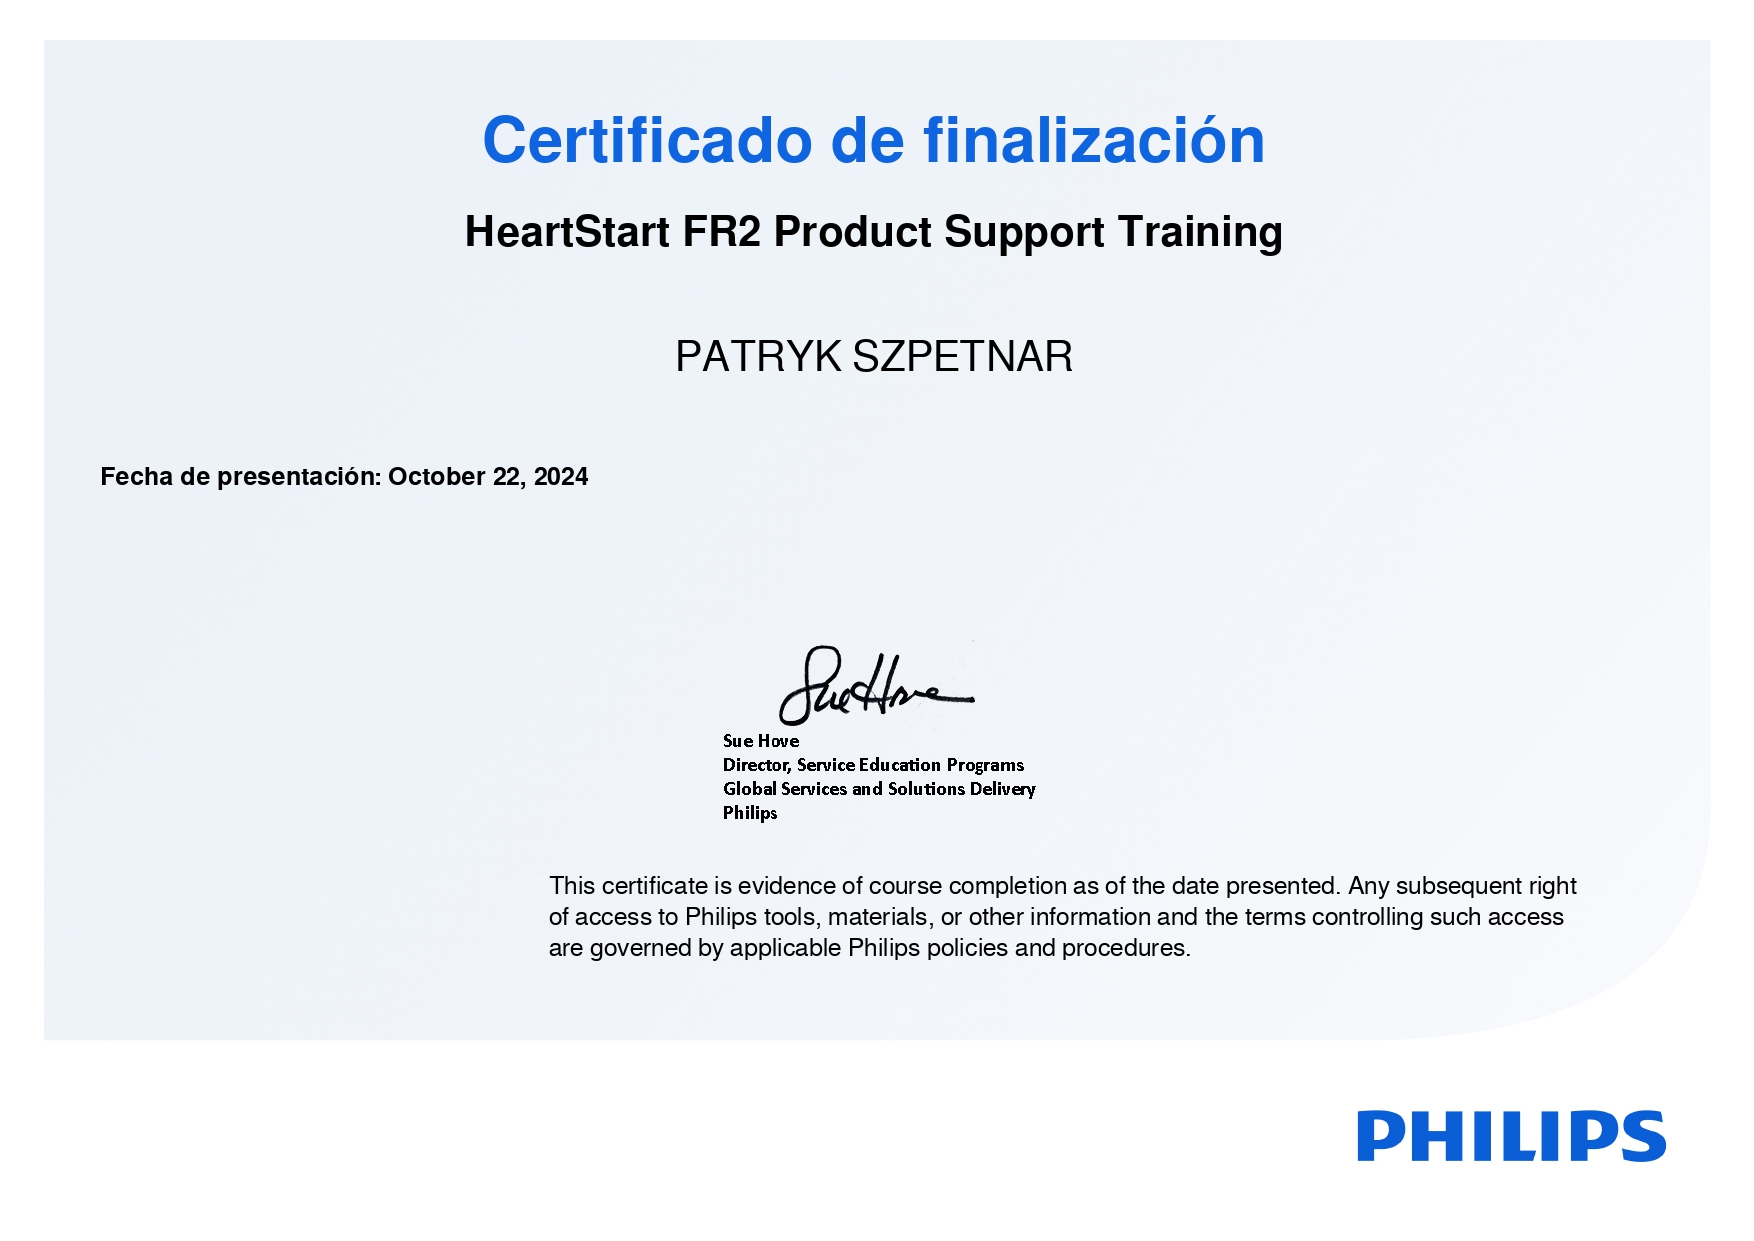 Certificado de finalización
HeartStart FR2 Product Support Training
PATRYK SZPETNAR
Fecha de presentación: October 22, 2024
Sue Hove
Sue Hove
Director, Service Education Programs
Global Services and Solutions Delivery
Philips
This certificate is evidence of course completion as of the date presented. Any subsequent right
of access to Philips tools, materials, or other information and the terms controlling such access
are governed by applicable Philips policies and procedures.
PHILIPS